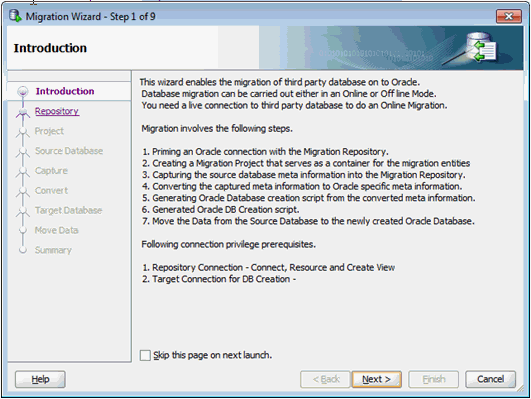 Migration Wizard - Step 1 of 9
Introduction
Introduction
Repository
Project
Source Database
Capture
Convert
Target Database
Move Data
Summary
This wizard enables the migration of third party database on to Oracle.
Database migration can be carried out either in an Online or Off line Mode.
You need a live connection to third party database to do an Online Migration.
Migration involves the following steps.
1. Priming an Oracle connection with the Migration Repository.
2. Creating a Migration Project that serves as a container for the migration entities
3. Capturing the source database meta information into the Migration Repository.
4. Converting the captured meta information to Oracle specific meta information.
5. Generating Oracle Database creation script from the converted meta information.
6. Generated Oracle DB Creation script.
7. Move the Data from the Source Database to the newly created Oracle Database.
Following connection privilege prerequisites.
1. Repository Connection - Connect, Resource and Create View
2. Target Connection for DB Creation -
Skip this page on next launch.
Help
< Back
Next >
Finish
Cancel